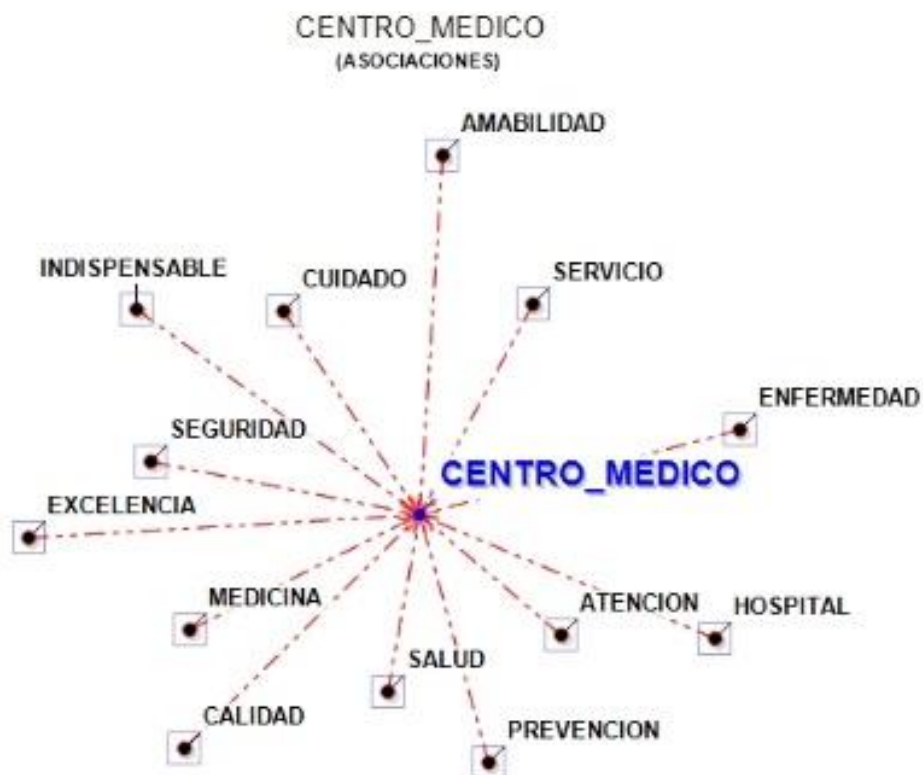 CENTRO_MEDICO
(ASOCIACIONES)
AMABILIDAD
INDISPENSABLE
CUIDADO
SERVICIO
ENFERMEDAD
SEGURIDAD
CENTRO_MEDICO
EXCELENCIA
MEDICINA
ATENCION
HOSPITAL
SALUD
CALIDAD
PREVENCION